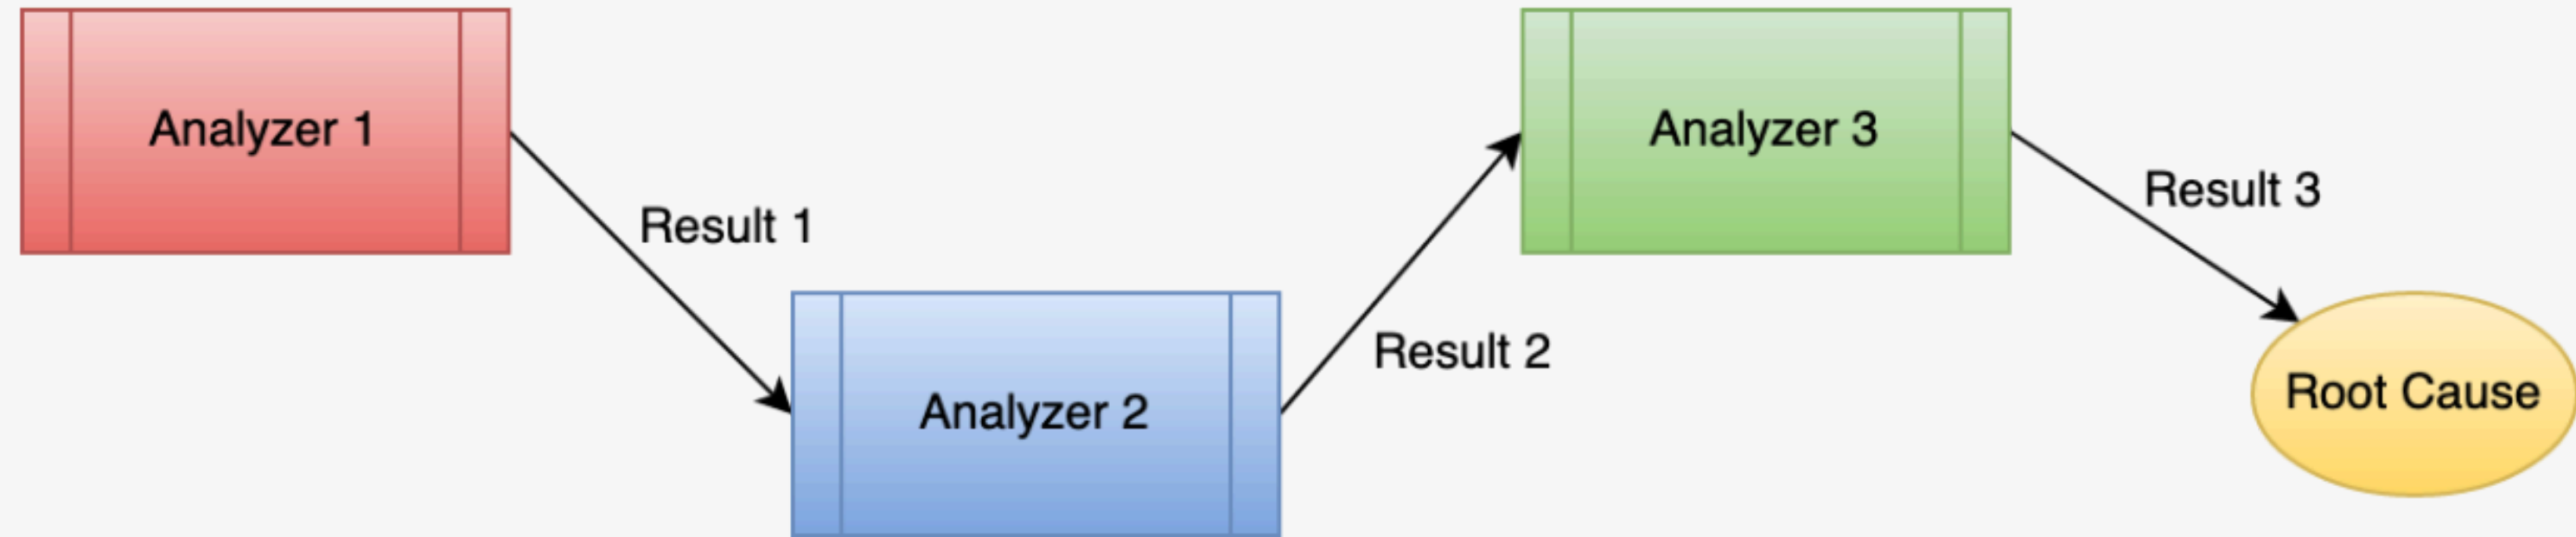 Analyzer 1
Result 1
Analyzer 2
Result 2
Analyzer 3
Result 3
Root Cause